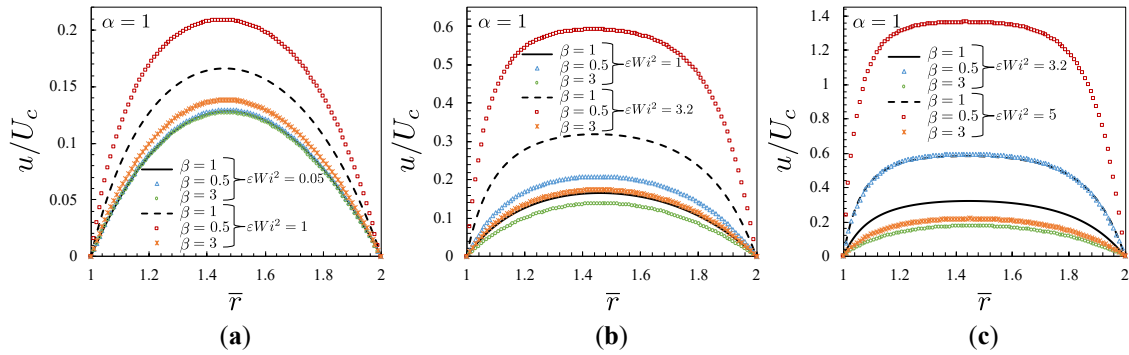 α = 1
u/U_c
0.2
0.15
0.1
0.05
0
β = 1
β = 0.5
β = 3
εWi² = 0.05
β = 1
β = 0.5
β = 3
εWi² = 1
1 1.2 1.4 1.6 1.8 2
r̅
(a)
α = 1
u/U_c
0.6
0.5
0.4
0.3
0.2
0.1
0
β = 1
β = 0.5
β = 3
εWi² = 1
β = 1
β = 0.5
β = 3
εWi² = 3.2
1 1.2 1.4 1.6 1.8 2
r̅
(b)
α = 1
u/U_c
1.4
1.2
1
0.8
0.6
0.4
0.2
0
β = 1
β = 0.5
β = 3
εWi² = 3.2
β = 1
β = 0.5
β = 3
εWi² = 5
1 1.2 1.4 1.6 1.8 2
r̅
(c)